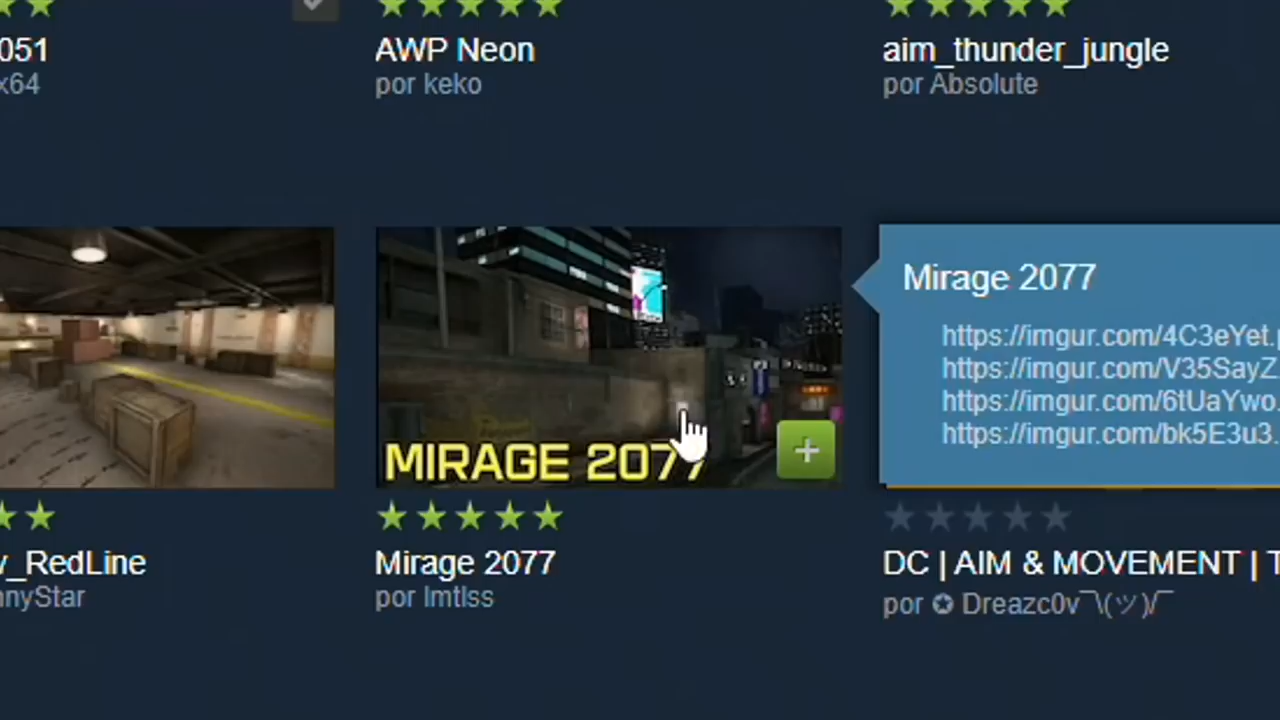 051
x64
AWP Neon
por keko
aim_thunder_jungle
por Absolute
MIRAGE 2077
Mirage 2077
https://imgur.com/4C3eYet.
https://imgur.com/V35SayZ
https://imgur.com/6tUaYwo.
https://imgur.com/bk5E3u3.
_RedLine
nyStar
Mirage 2077
por lmtlss
DC | AIM & MOVEMENT | T
por ✪ Dreazc0v¯\(ツ)/¯